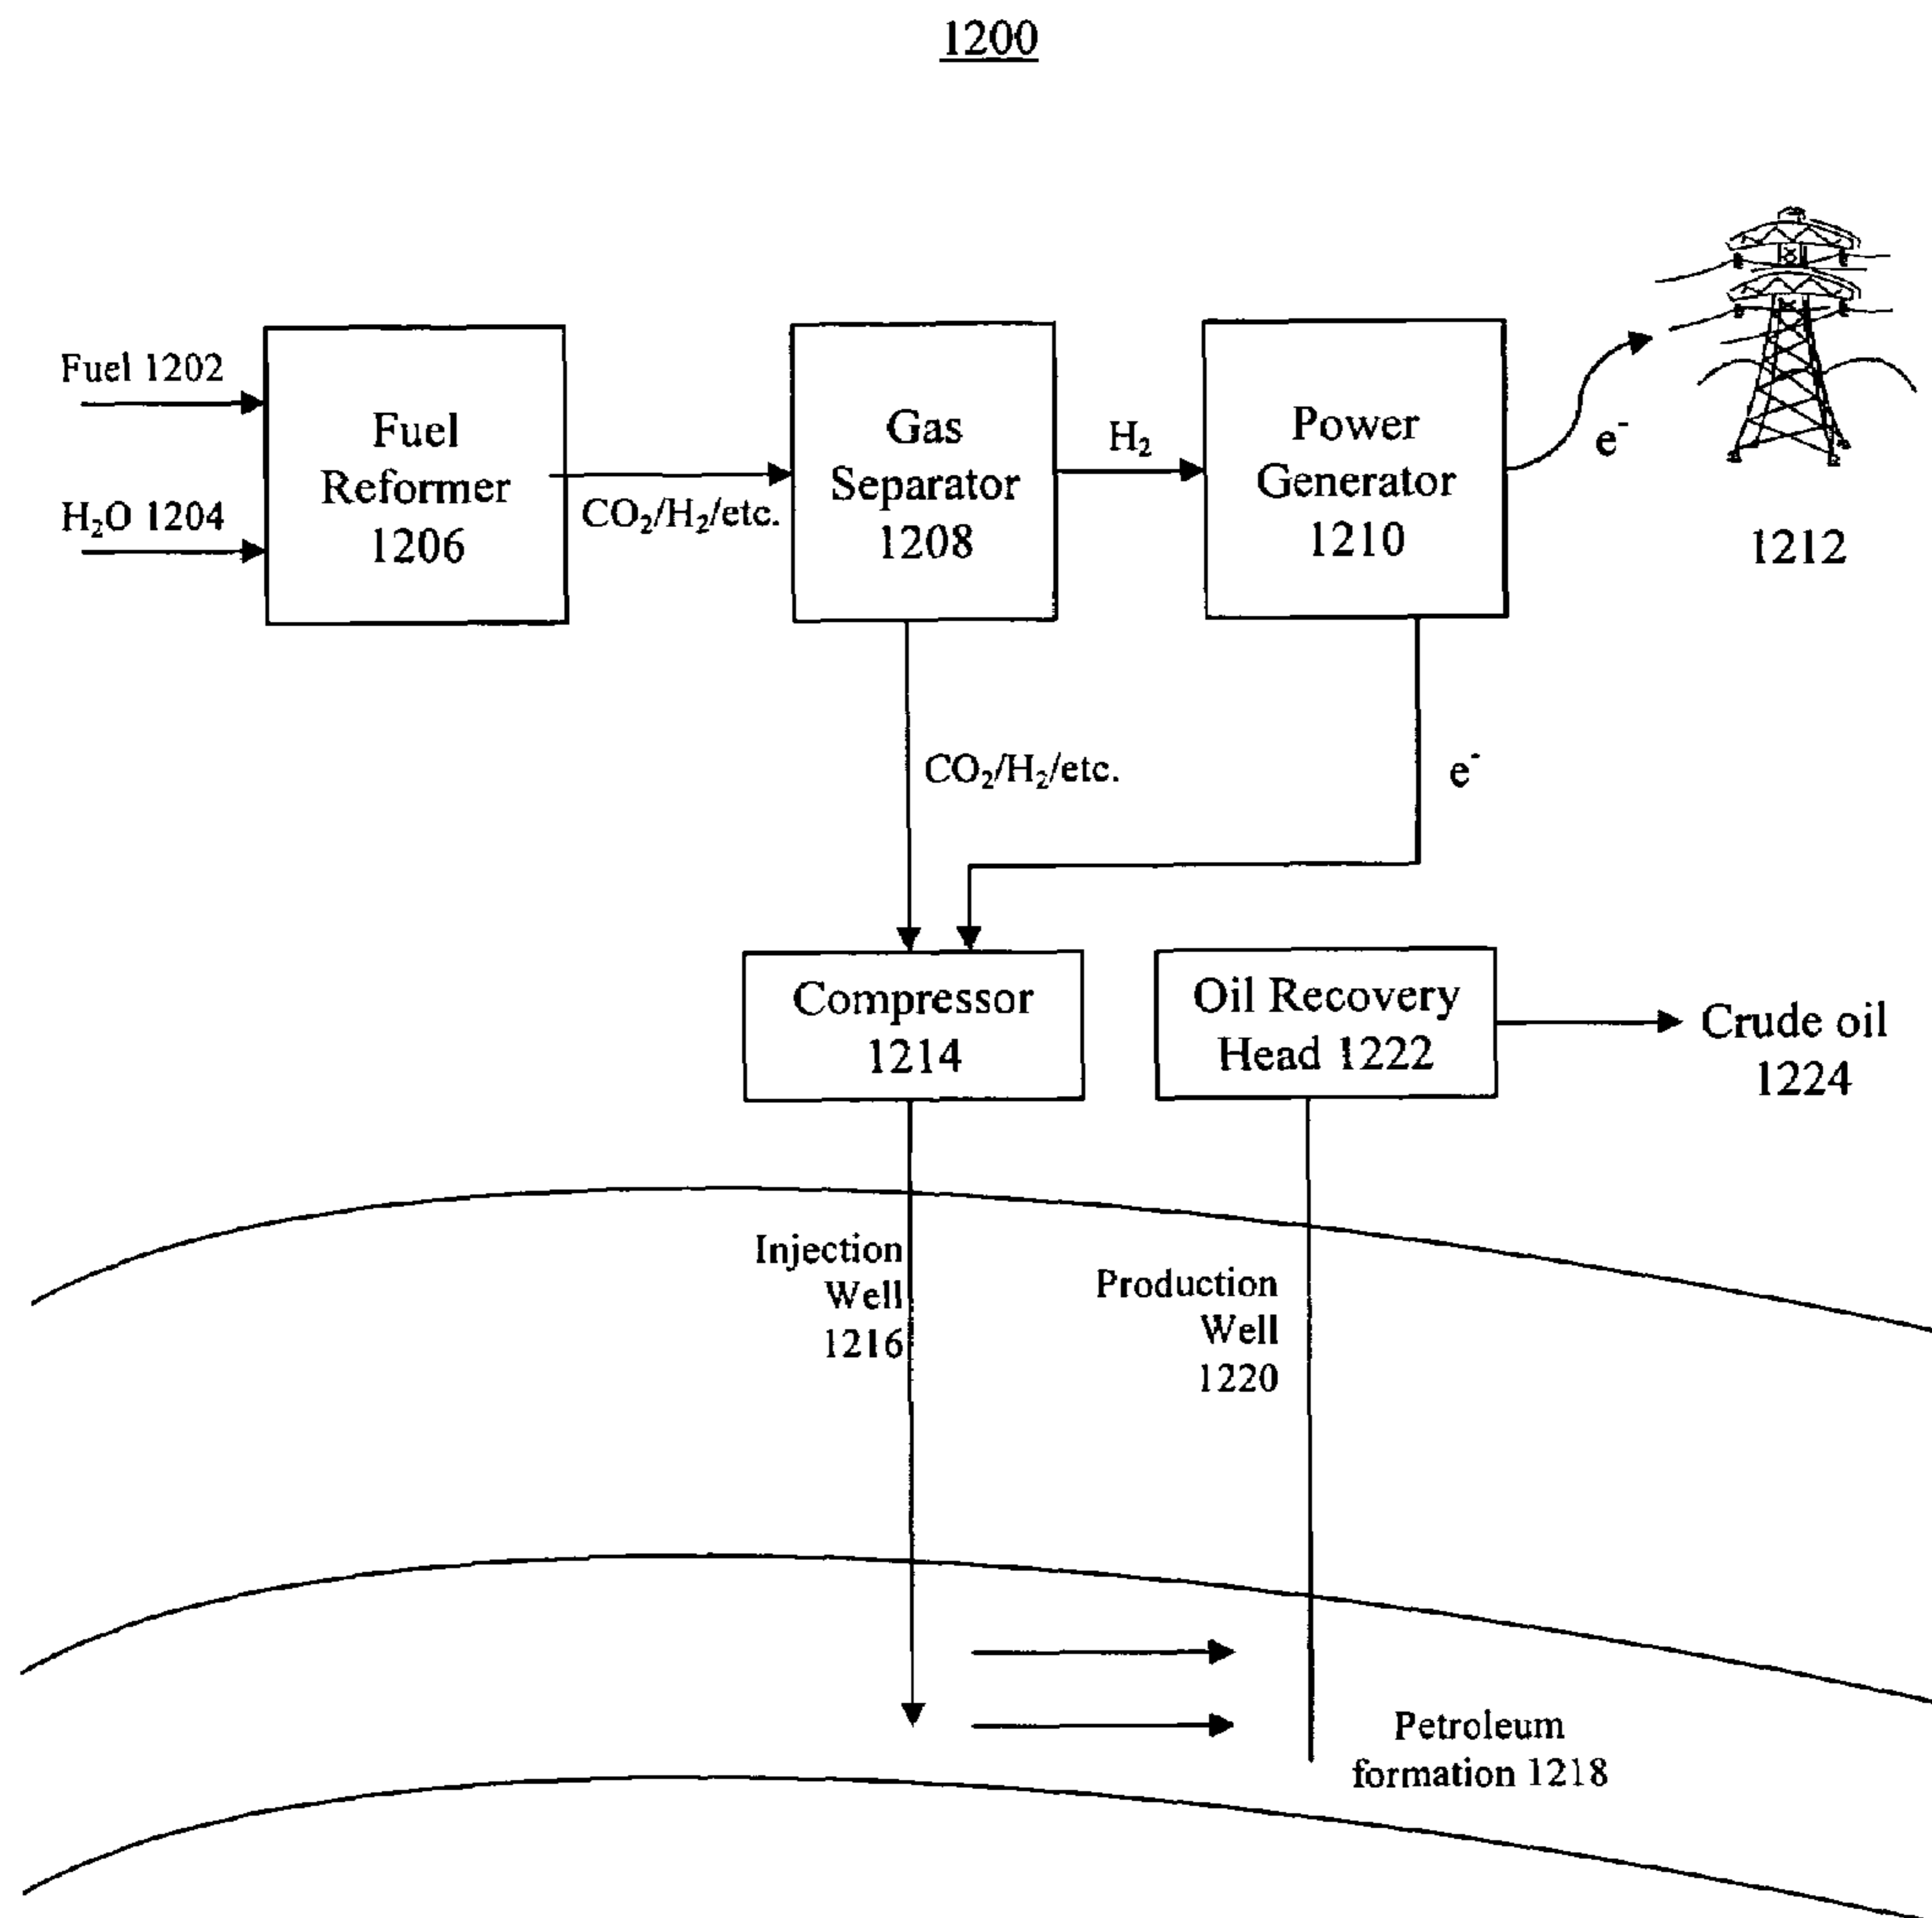 1200
Fuel 1202
H₂O 1204
Fuel
Reformer
1206
CO₂/H₂/etc.
Gas
Separator
1208
H₂
Power
Generator
1210
e⁻
1212
CO₂/H₂/etc.
e⁻
Compressor
1214
Oil Recovery
Head 1222
Crude oil
1224
Injection
Well
1216
Production
Well
1220
Petroleum
formation 1218